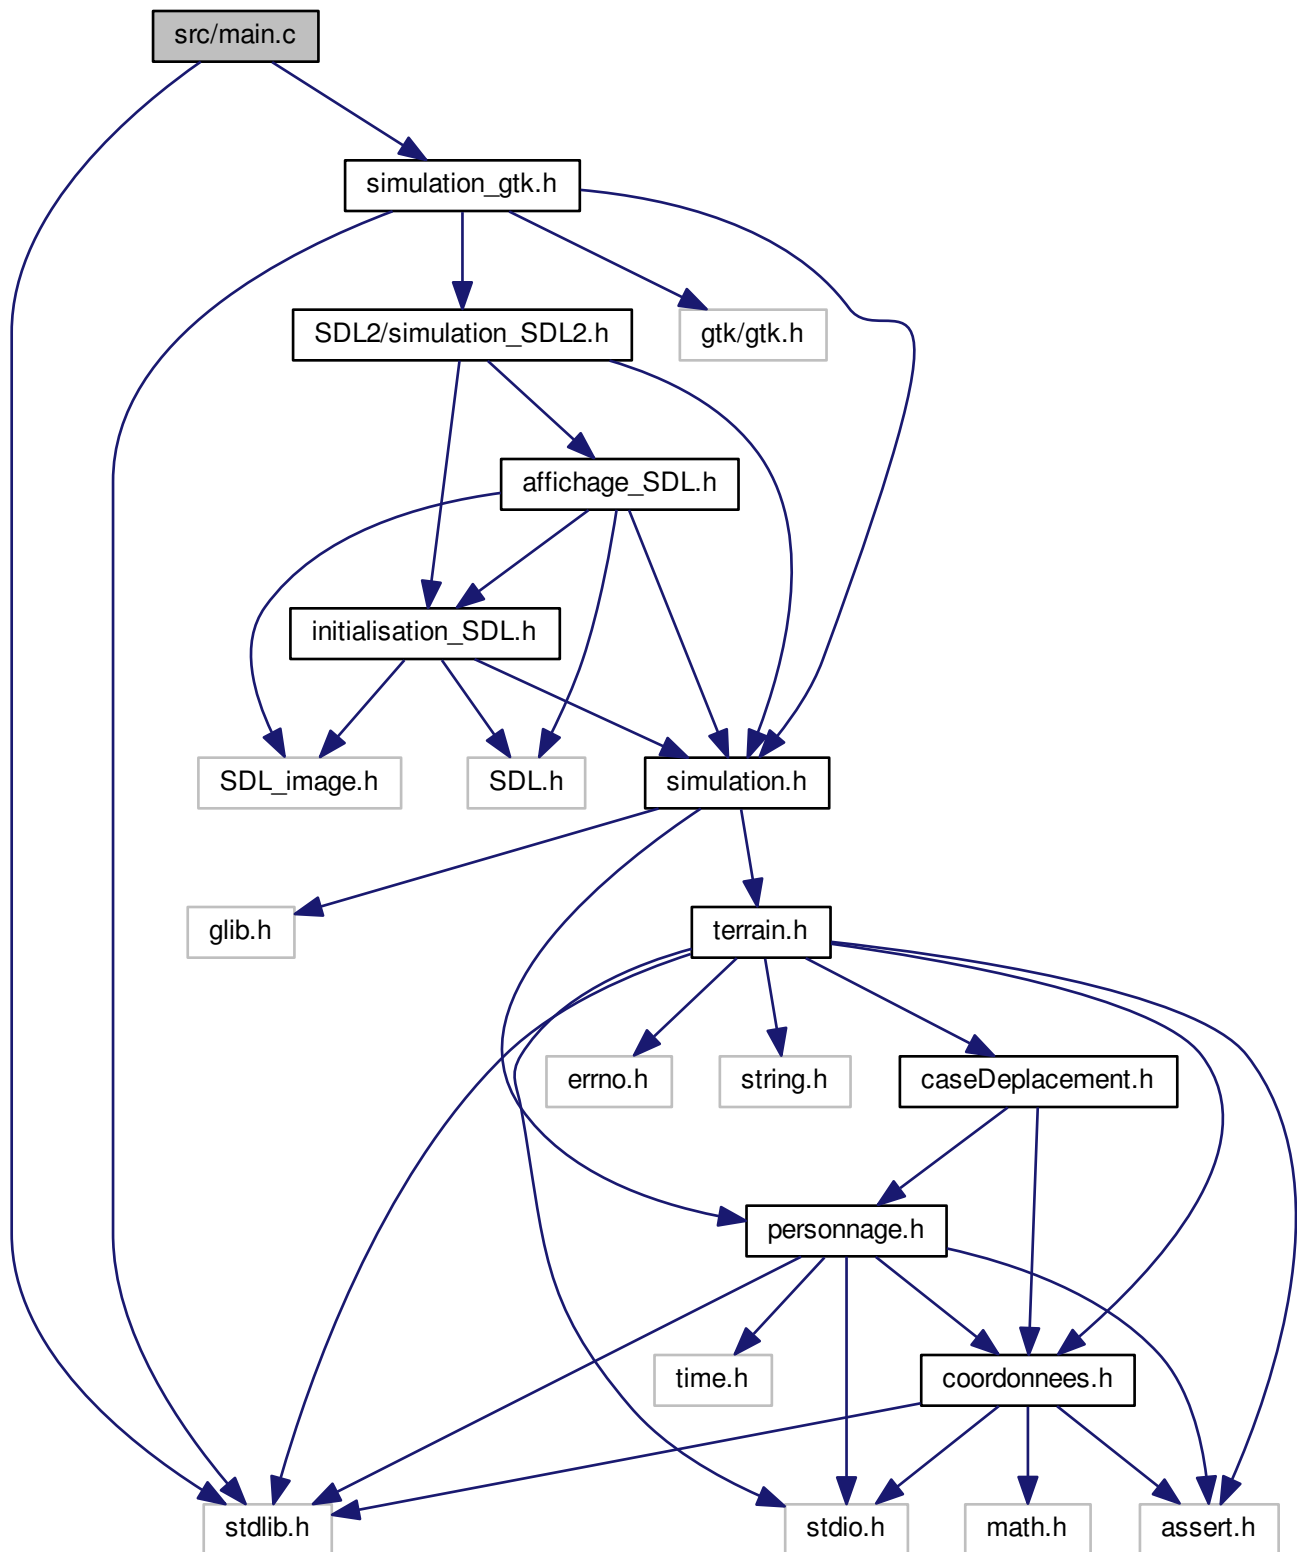 src/main.c
simulation_gtk.h
SDL2/simulation_SDL2.h
gtk/gtk.h
affichage_SDL.h
initialisation_SDL.h
SDL_image.h
SDL.h
simulation.h
glib.h
terrain.h
errno.h
string.h
caseDeplacement.h
personnage.h
time.h
coordonnees.h
stdlib.h
stdio.h
math.h
assert.h